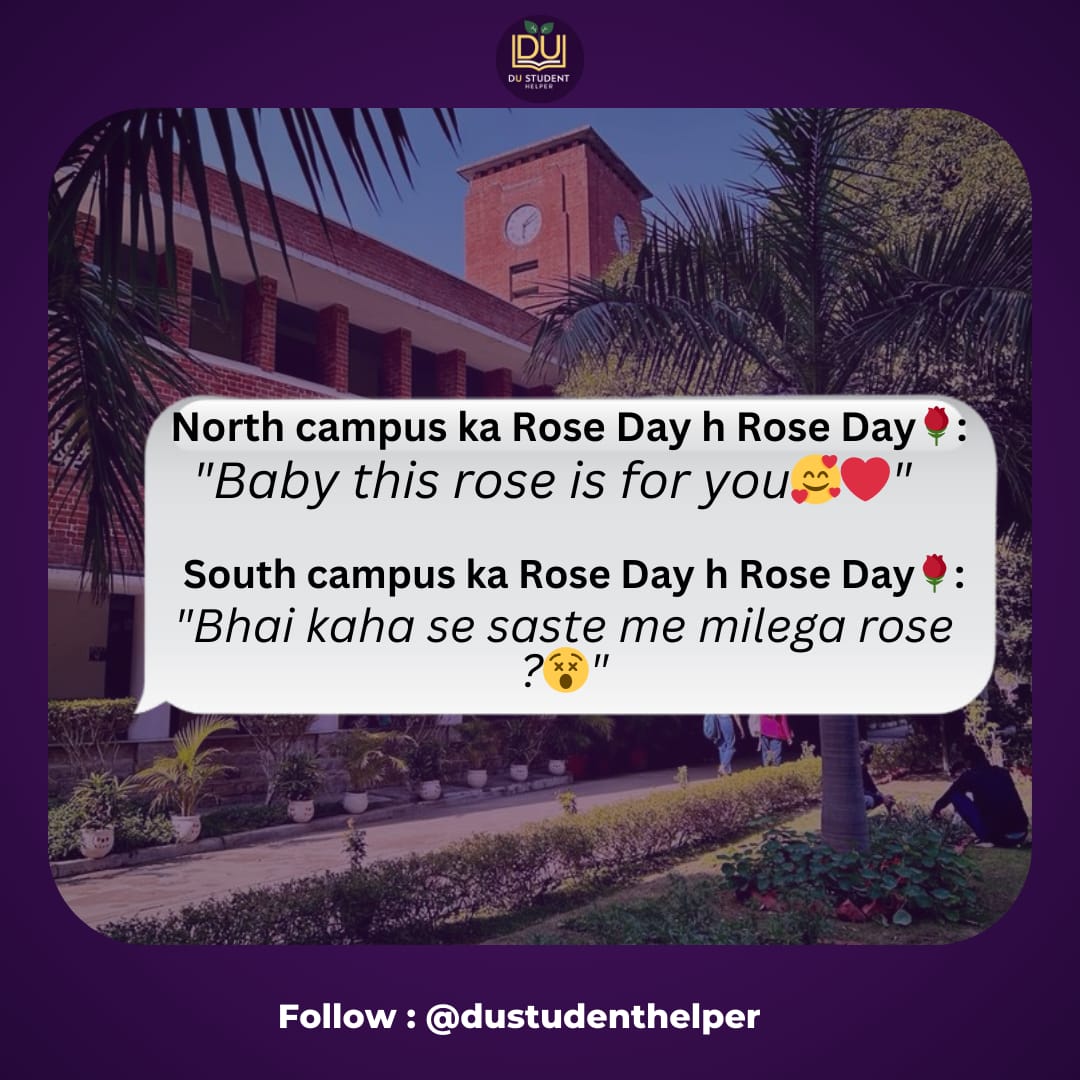 DU
DU STUDENT
HELPER
North campus ka Rose Day h Rose Day🌹:
"Baby this rose is for you🥰❤️"
South campus ka Rose Day h Rose Day🌹:
"Bhai kaha se saste me milega rose
?😵"
Follow : @dustudenthelper